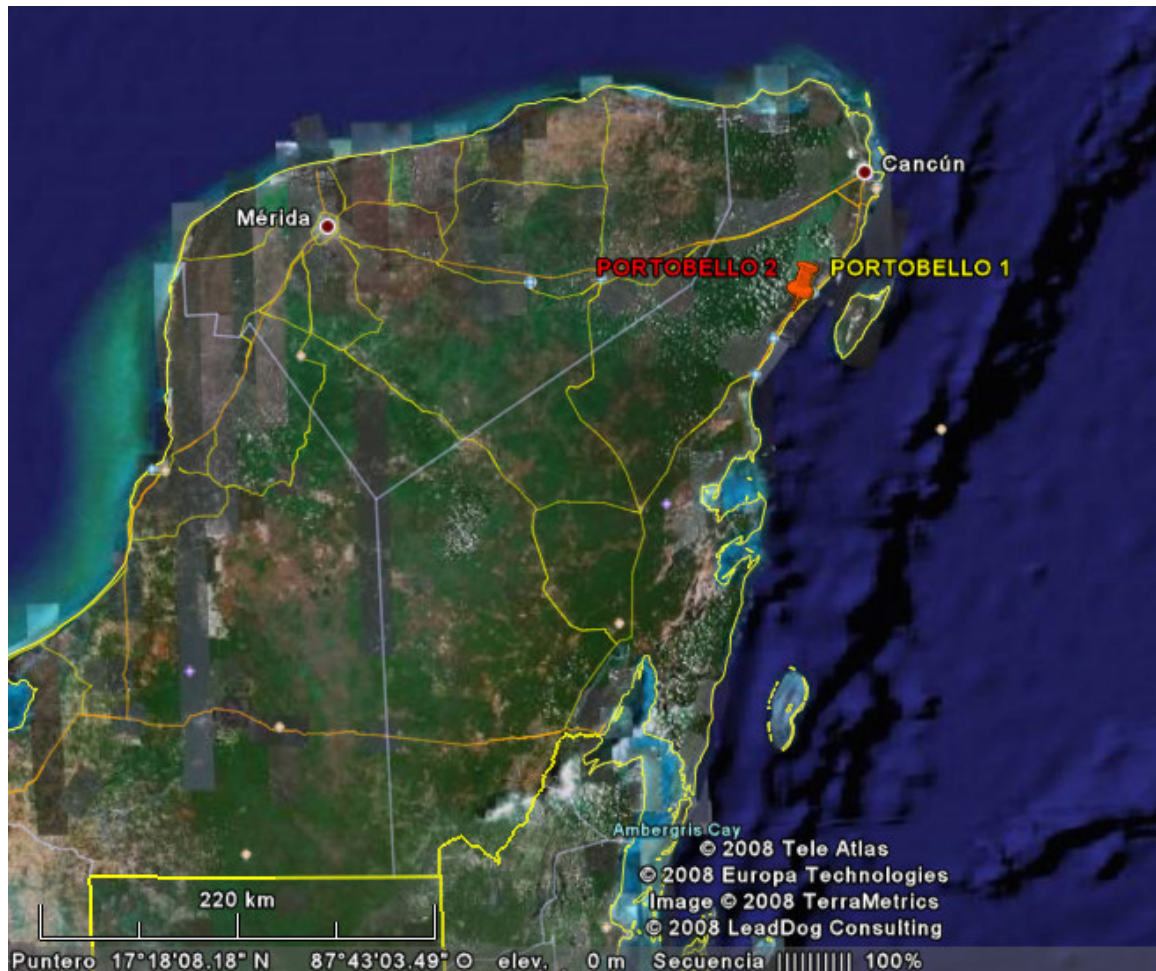 Cancún
Mérida
PORTOBELLO 2
PORTOBELLO 1
Ambergris Cay
© 2008 Tele Atlas
© 2008 Europa Technologies
Image © 2008 TerraMetrics
© 2008 LeadDog Consulting
220 km
Puntero 17°18'08.18" N 87°43'03.49" O elev. 0 m Secuencia |||||||||| 100%